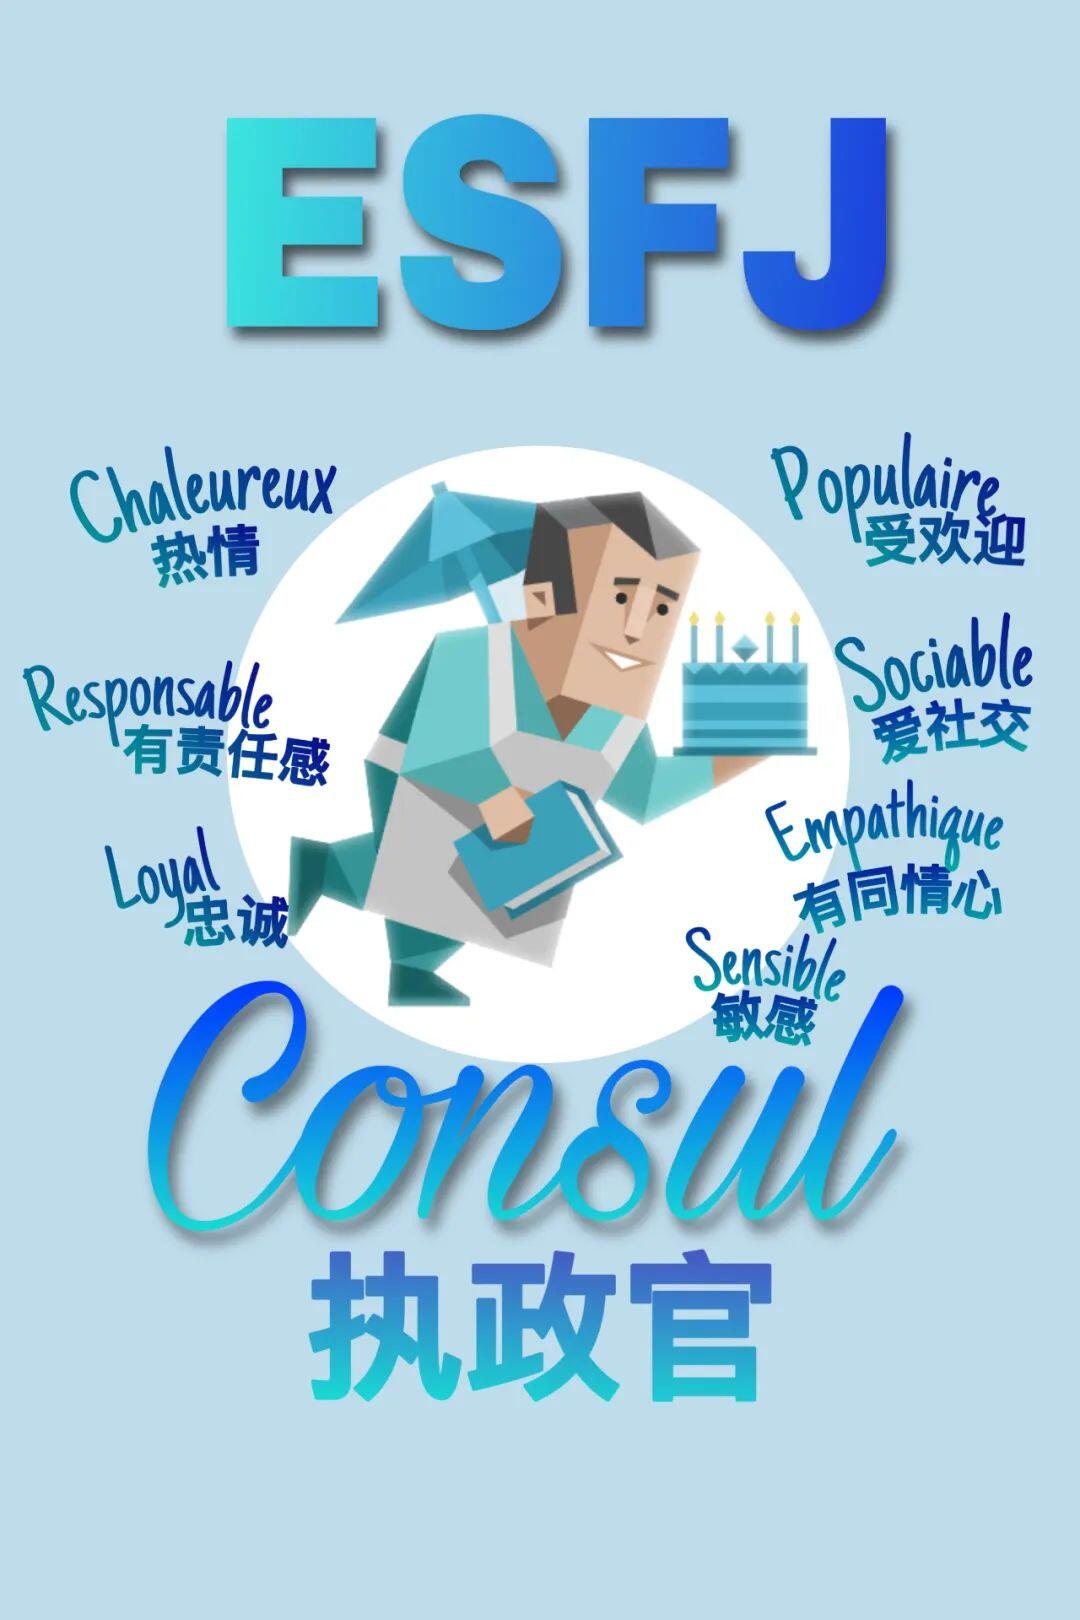 ESFJ
Chaleureux
热情
Populaire
受欢迎
Responsable
有责任感
Sociable
爱社交
Loyal
忠诚
Empathique
有同情心
Sensible
敏感
Consul
执政官